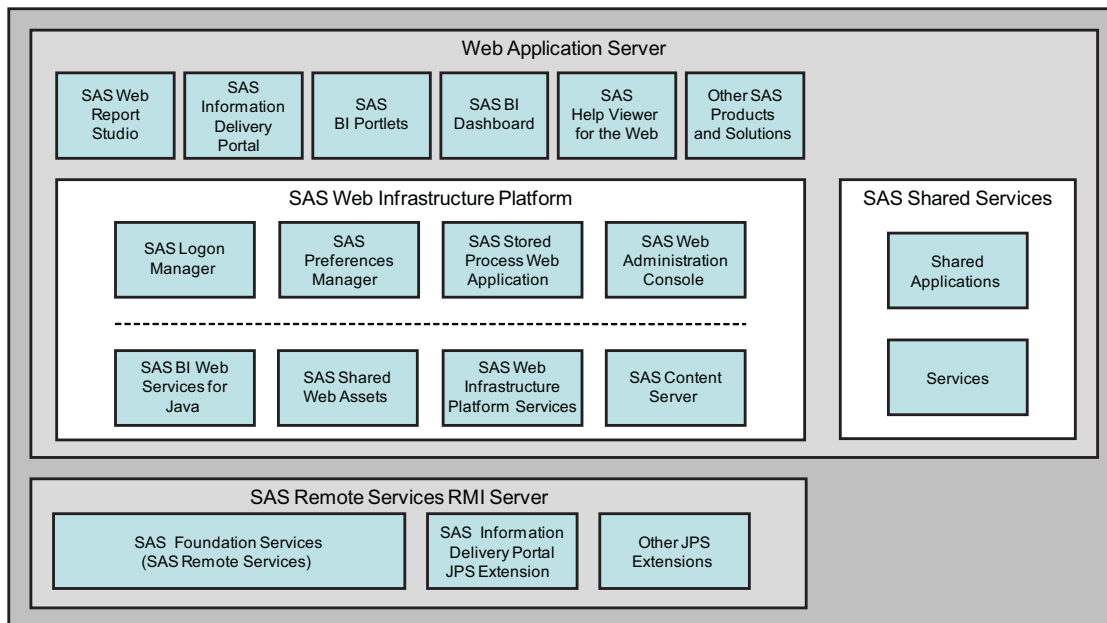 Web Application Server
SAS Web
Report
Studio
SAS
Information
Delivery
Portal
SAS
BI Portlets
SAS BI
Dashboard
SAS
Help Viewer
for the Web
Other SAS
Products
and Solutions
SAS Web Infrastructure Platform
SAS Logon
Manager
SAS
Preferences
Manager
SAS Stored
Process Web
Application
SAS Web
Administration
Console
SAS BI Web
Services for
Java
SAS Shared
Web Assets
SAS Web
Infrastructure
Platform Services
SAS Content
Server
SAS Shared Services
Shared
Applications
Services
SAS Remote Services RMI Server
SAS Foundation Services
(SAS Remote Services)
SAS Information
Delivery Portal
JPS Extension
Other JPS
Extensions